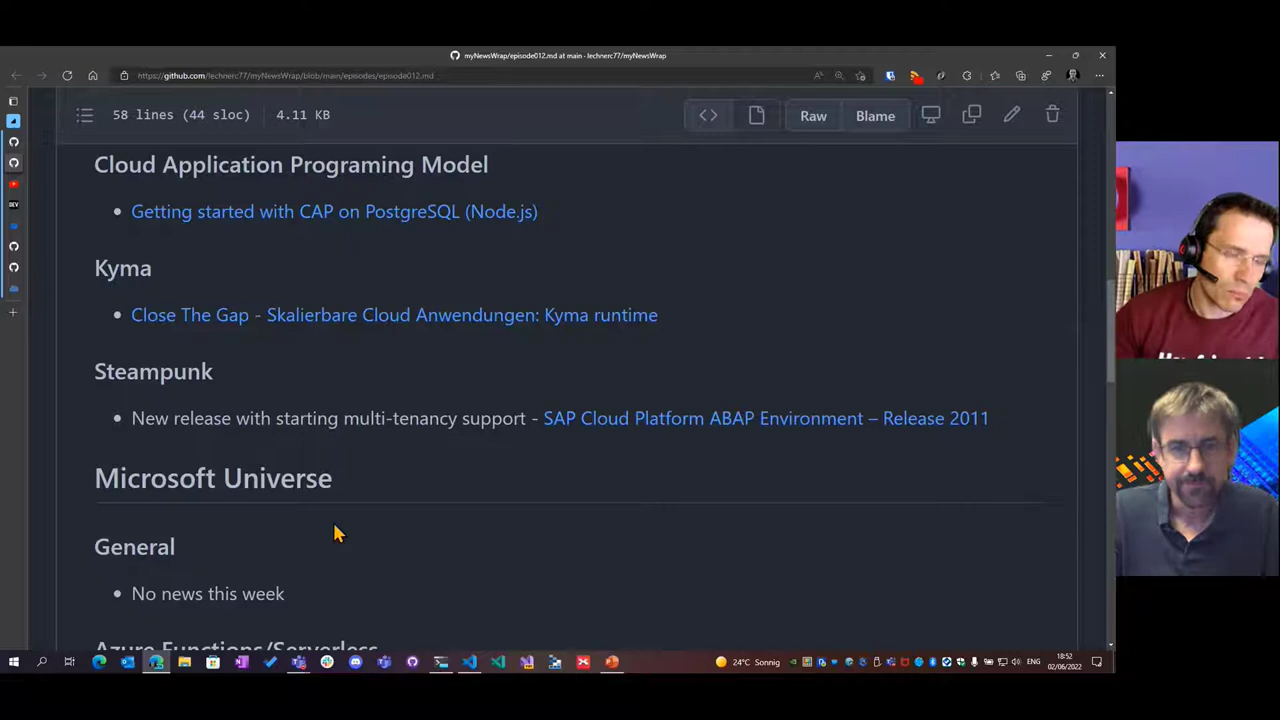 myNewsWrap/episode012.md at main · lechnerc77/myNewsWrap
https://github.com/lechnerc77/myNewsWrap/blob/main/episodes/episode012.md
58 lines (44 sloc) 4.11 KB
Raw
Blame
Cloud Application Programing Model
Getting started with CAP on PostgreSQL (Node.js)
Kyma
Close The Gap - Skalierbare Cloud Anwendungen: Kyma runtime
Steampunk
New release with starting multi-tenancy support - SAP Cloud Platform ABAP Environment – Release 2011
Microsoft Universe
General
No news this week
Azure Functions/Serverless
DEV
24°C Sonnig
ENG
18:52
02/06/2022